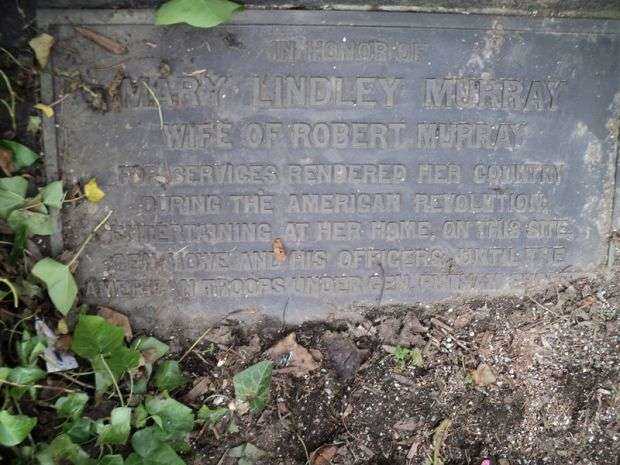 IN HONOR OF
MARY LINDLEY MURRAY
WIFE OF ROBERT MURRAY
FOR SERVICES RENDERED HER COUNTRY
DURING THE AMERICAN REVOLUTION,
ENTERTAINING AT HER HOME, ON THIS SITE,
GEN. HOWE AND HIS OFFICERS, UNTIL THE
AMERICAN TROOPS UNDER GEN. PUTNAM